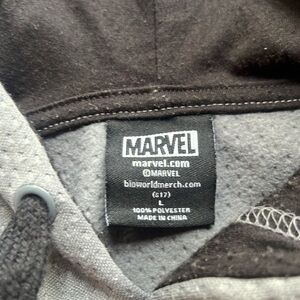 MARVEL
marvel.com
©MARVEL
bioworldmerch.com
(s17)
L
100% POLYESTER
MADE IN CHINA